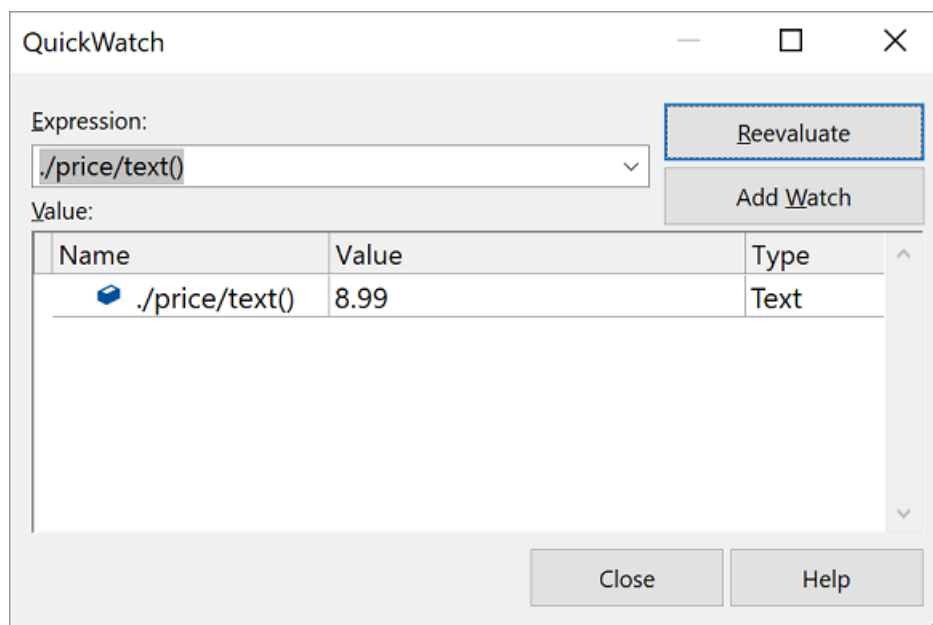 QuickWatch
Expression:
Reevaluate
./price/text()
Add Watch
Value:
Name Value Type
./price/text() 8.99 Text
Close Help